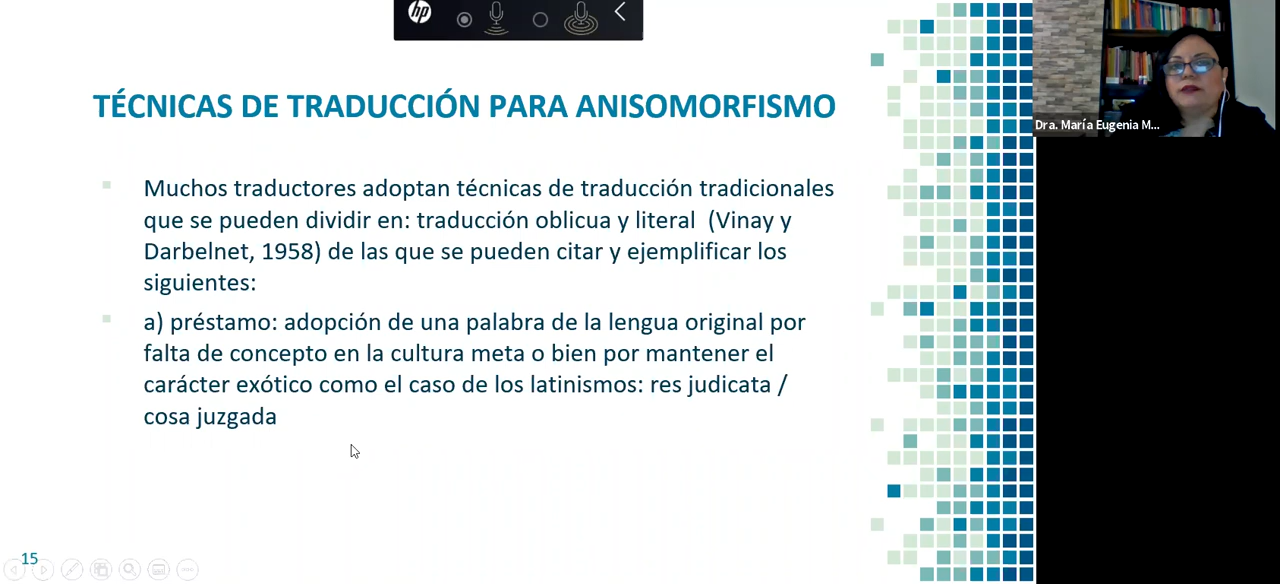 hp
TÉCNICAS DE TRADUCCIÓN PARA ANISOMORFISMO
Muchos traductores adoptan técnicas de traducción tradicionales
que se pueden dividir en: traducción oblicua y literal (Vinay y
Darbelnet, 1958) de las que se pueden citar y ejemplificar los
siguientes:
a) préstamo: adopción de una palabra de la lengua original por
falta de concepto en la cultura meta o bien por mantener el
carácter exótico como el caso de los latinismos: res judicata /
cosa juzgada
15
Dra. María Eugenia M...